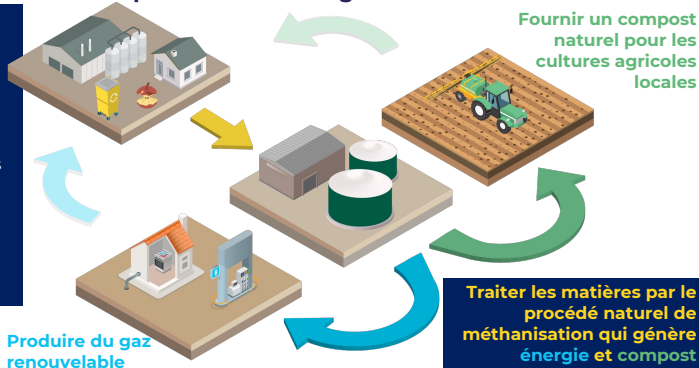 Fournir un compost
naturel pour les
cultures agricoles
locales
Produire du gaz
renouvelable
Traiter les matières par le
procédé naturel de
méthanisation qui génère
énergie et compost